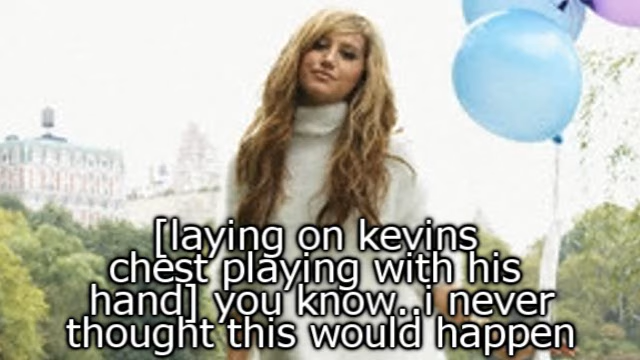 [laying on kevins
chest playing with his
hand] you know..i never
thought this would happen